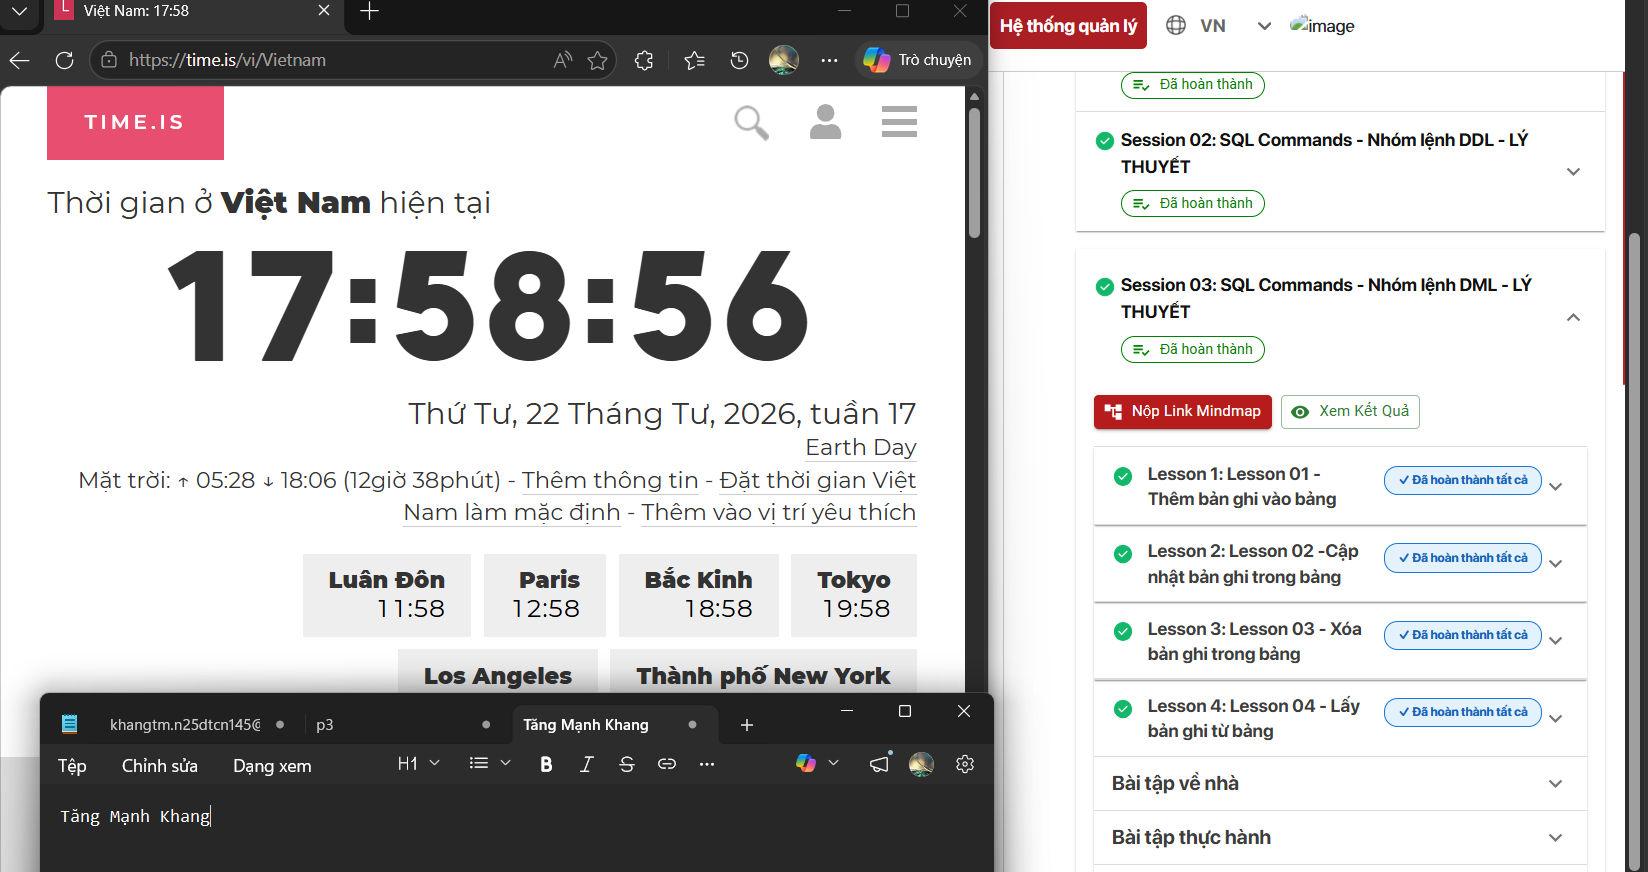 Việt Nam: 17:58
https://time.is/vi/Vietnam
Trò chuyện
TIME.IS
Thời gian ở Việt Nam hiện tại
17:58:56
Thứ Tư, 22 Tháng Tư, 2026, tuần 17
Earth Day
Mặt trời: ↑ 05:28 ↓ 18:06 (12giờ 38phút) - Thêm thông tin - Đặt thời gian Việt
Nam làm mặc định - Thêm vào vị trí yêu thích
Luân Đôn
11:58
Paris
12:58
Bắc Kinh
18:58
Tokyo
19:58
Los Angeles
Thành phố New York
khangtm.n25dtcn145@
p3
Tăng Mạnh Khang
Tệp
Chỉnh sửa
Dạng xem
H1
B
I
S
Tăng Mạnh Khang
Hệ thống quản lý
VN
image
Đã hoàn thành
Session 02: SQL Commands - Nhóm lệnh DDL - LÝ
THUYẾT
Đã hoàn thành
Session 03: SQL Commands - Nhóm lệnh DML - LÝ
THUYẾT
Đã hoàn thành
Nộp Link Mindmap
Xem Kết Quả
Lesson 1: Lesson 01 -
Thêm bản ghi vào bảng
✓ Đã hoàn thành tất cả
Lesson 2: Lesson 02 -Cập
nhật bản ghi trong bảng
✓ Đã hoàn thành tất cả
Lesson 3: Lesson 03 - Xóa
bản ghi trong bảng
✓ Đã hoàn thành tất cả
Lesson 4: Lesson 04 - Lấy
bản ghi từ bảng
✓ Đã hoàn thành tất cả
Bài tập về nhà
Bài tập thực hành